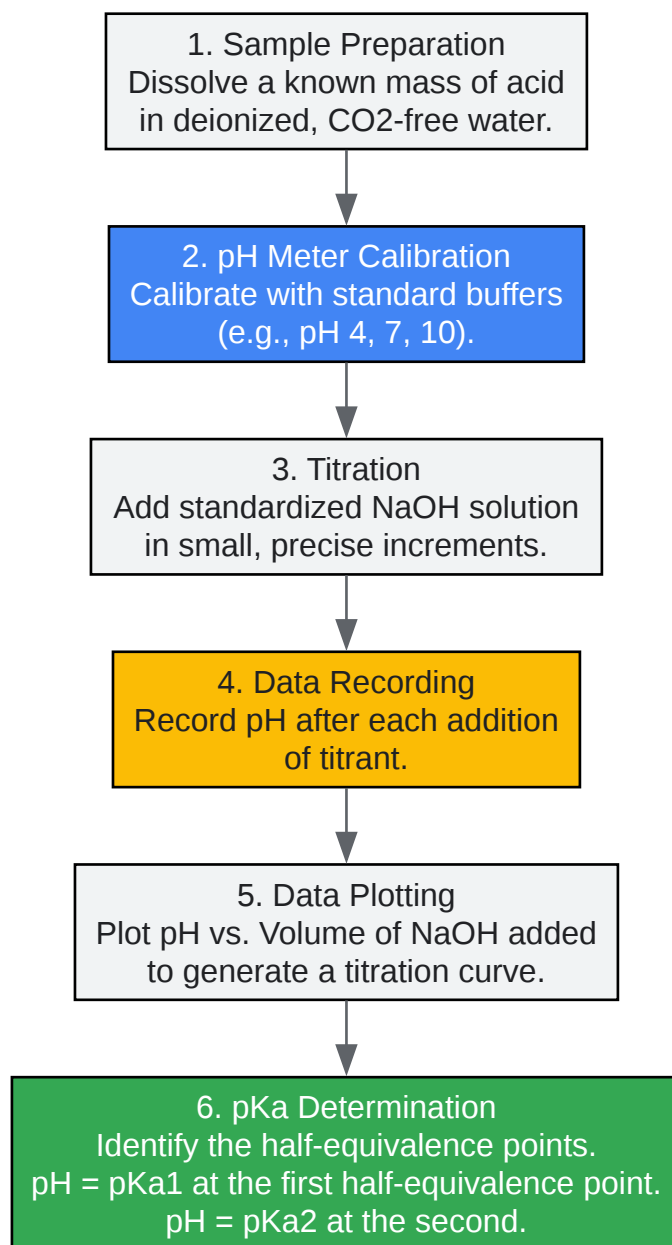 1. Sample Preparation
Dissolve a known mass of acid
in deionized, CO2-free water.
2. pH Meter Calibration
Calibrate with standard buffers
(e.g., pH 4, 7, 10).
3. Titration
Add standardized NaOH solution
in small, precise increments.
4. Data Recording
Record pH after each addition
of titrant.
5. Data Plotting
Plot pH vs. Volume of NaOH added
to generate a titration curve.
6. pKa Determination
Identify the half-equivalence points.
pH = pKa1 at the first half-equivalence point.
pH = pKa2 at the second.